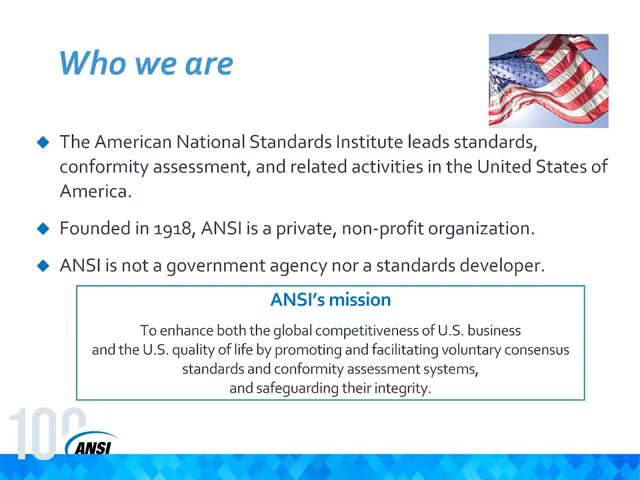 Who we are
The American National Standards Institute leads standards,
conformity assessment, and related activities in the United States of
America.
Founded in 1918, ANSI is a private, non-profit organization.
ANSI is not a government agency nor a standards developer.
ANSI’s mission
To enhance both the global competitiveness of U.S. business
and the U.S. quality of life by promoting and facilitating voluntary consensus
standards and conformity assessment systems,
and safeguarding their integrity.
100
ANSI